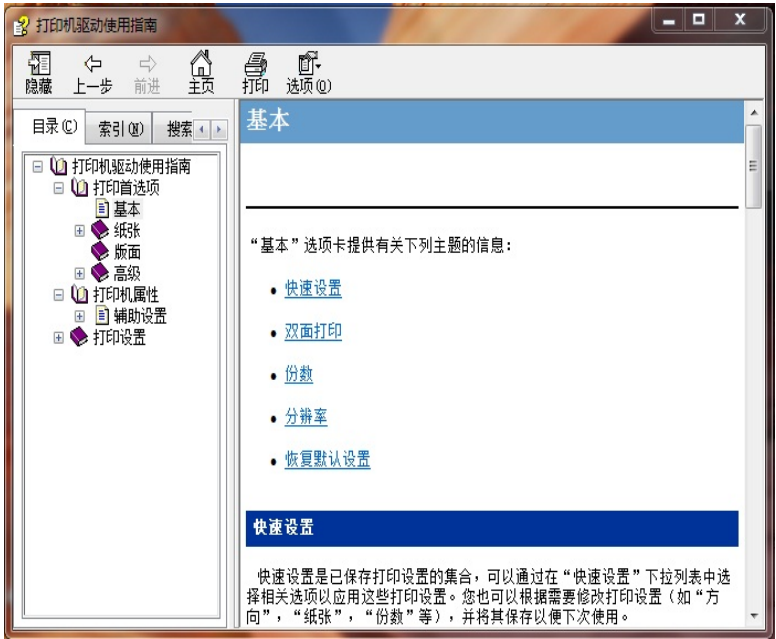 打印机驱动使用指南
隐藏 上一步 前进 主页 打印 选项(O)
目录(C) 索引(N) 搜索
打印机驱动使用指南
打印首选项
基本
纸张
版面
高级
打印机属性
辅助设置
打印设置
基本
“基本”选项卡提供有关下列主题的信息：
快速设置
双面打印
份数
分辨率
恢复默认设置
快速设置
快速设置是已保存打印设置的集合，可以通过在“快速设置”下拉列表中选
择相关选项以应用这些打印设置。您也可以根据需要修改打印设置（如“方
向”，“纸张”，“份数”等），并将其保存以便下次使用。